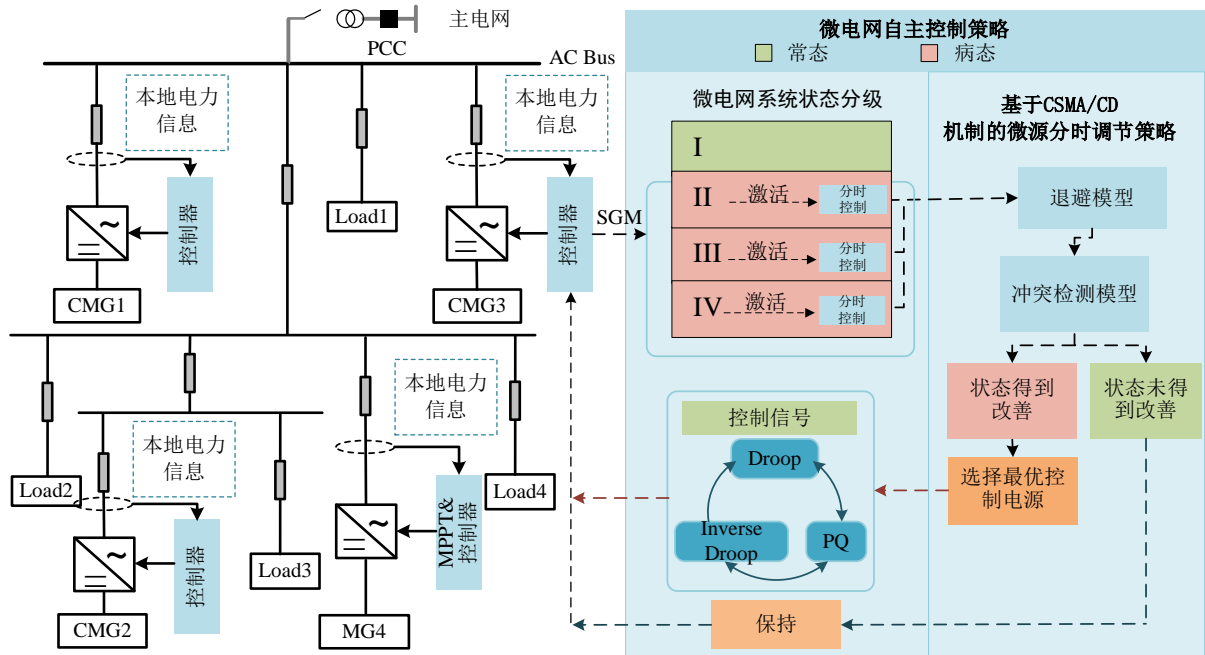 主电网
PCC
AC Bus
本地电力
信息
控制器
CMG1
Load1
本地电力
信息
控制器
CMG3
SGM
Load2
本地电力
信息
控制器
CMG2
Load3
本地电力
信息
MPPT&
控制器
MG4
Load4
微电网自主控制策略
常态
病态
微电网系统状态分级
I
II
激活
分时
控制
III
激活
分时
控制
IV
激活
分时
控制
控制信号
Droop
Inverse
Droop
PQ
保持
基于CSMA/CD
机制的微源分时调节策略
退避模型
冲突检测模型
状态得到
改善
状态未得
到改善
选择最优控
制电源